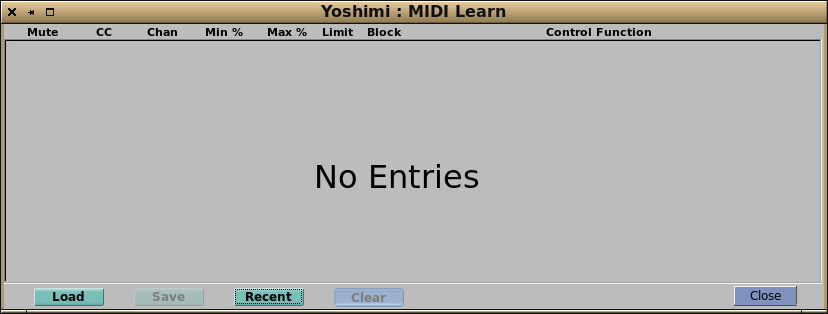 Yoshimi : MIDI Learn
Mute CC Chan Min % Max % Limit Block Control Function
No Entries
Load Save Recent Clear Close